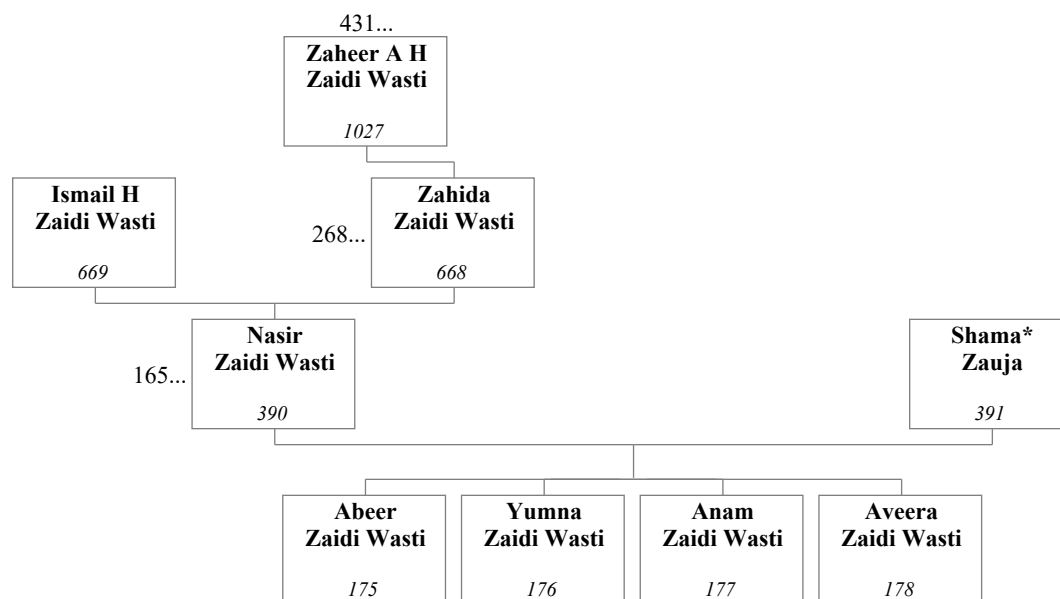 431...
Zaheer A H
Zaidi Wasti
1027
Ismail H
Zaidi Wasti
669
268...
Zahida
Zaidi Wasti
668
165...
Nasir
Zaidi Wasti
390
Shama*
Zauja
391
Abeer
Zaidi Wasti
175
Yumna
Zaidi Wasti
176
Anam
Zaidi Wasti
177
Aveera
Zaidi Wasti
178